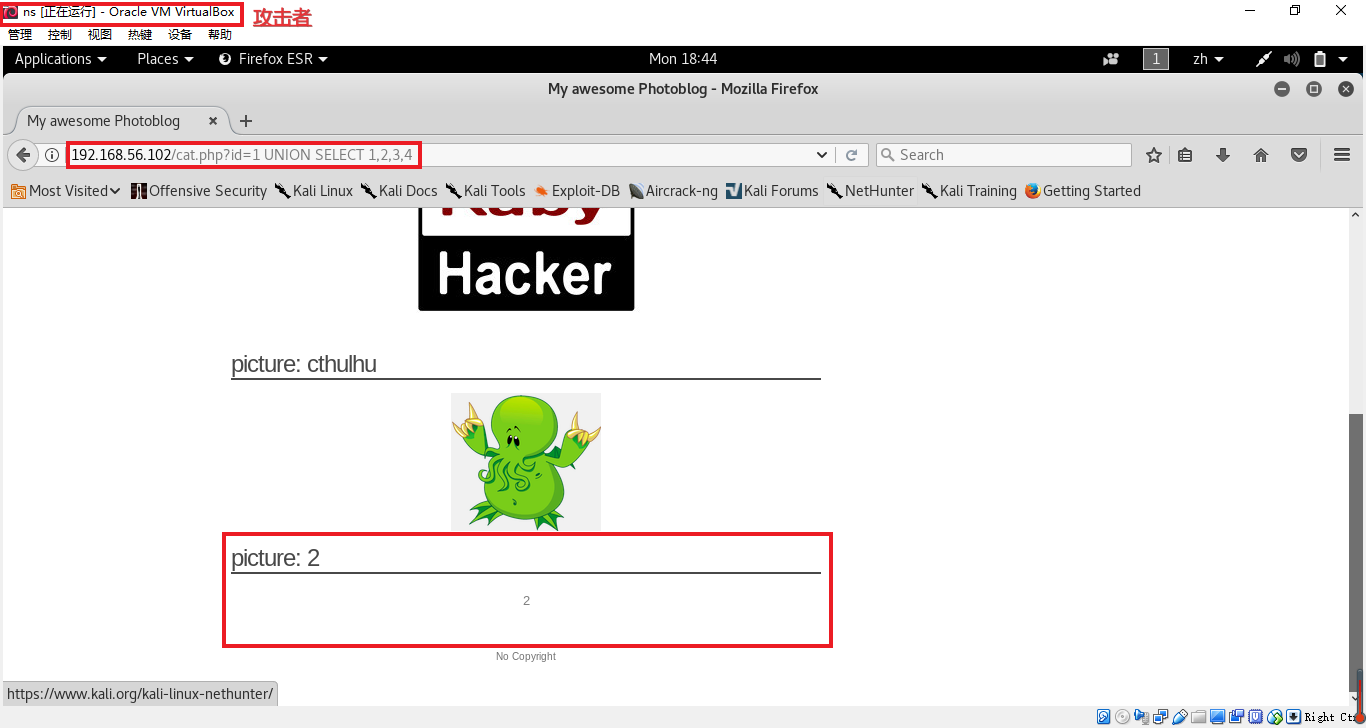 ns [正在运行] - Oracle VM VirtualBox 攻击者
管理 控制 视图 热键 设备 帮助
Applications Places Firefox ESR Mon 18:44 1 zh
My awesome Photoblog - Mozilla Firefox
My awesome Photoblog
192.168.56.102/cat.php?id=1 UNION SELECT 1,2,3,4 Search
Most Visited Offensive Security Kali Linux Kali Docs Kali Tools Exploit-DB Aircrack-ng Kali Forums NetHunter Kali Training Getting Started
Ruby
Hacker
picture: cthulhu
picture: 2
2
No Copyright
https://www.kali.org/kali-linux-nethunter/
Right Ct